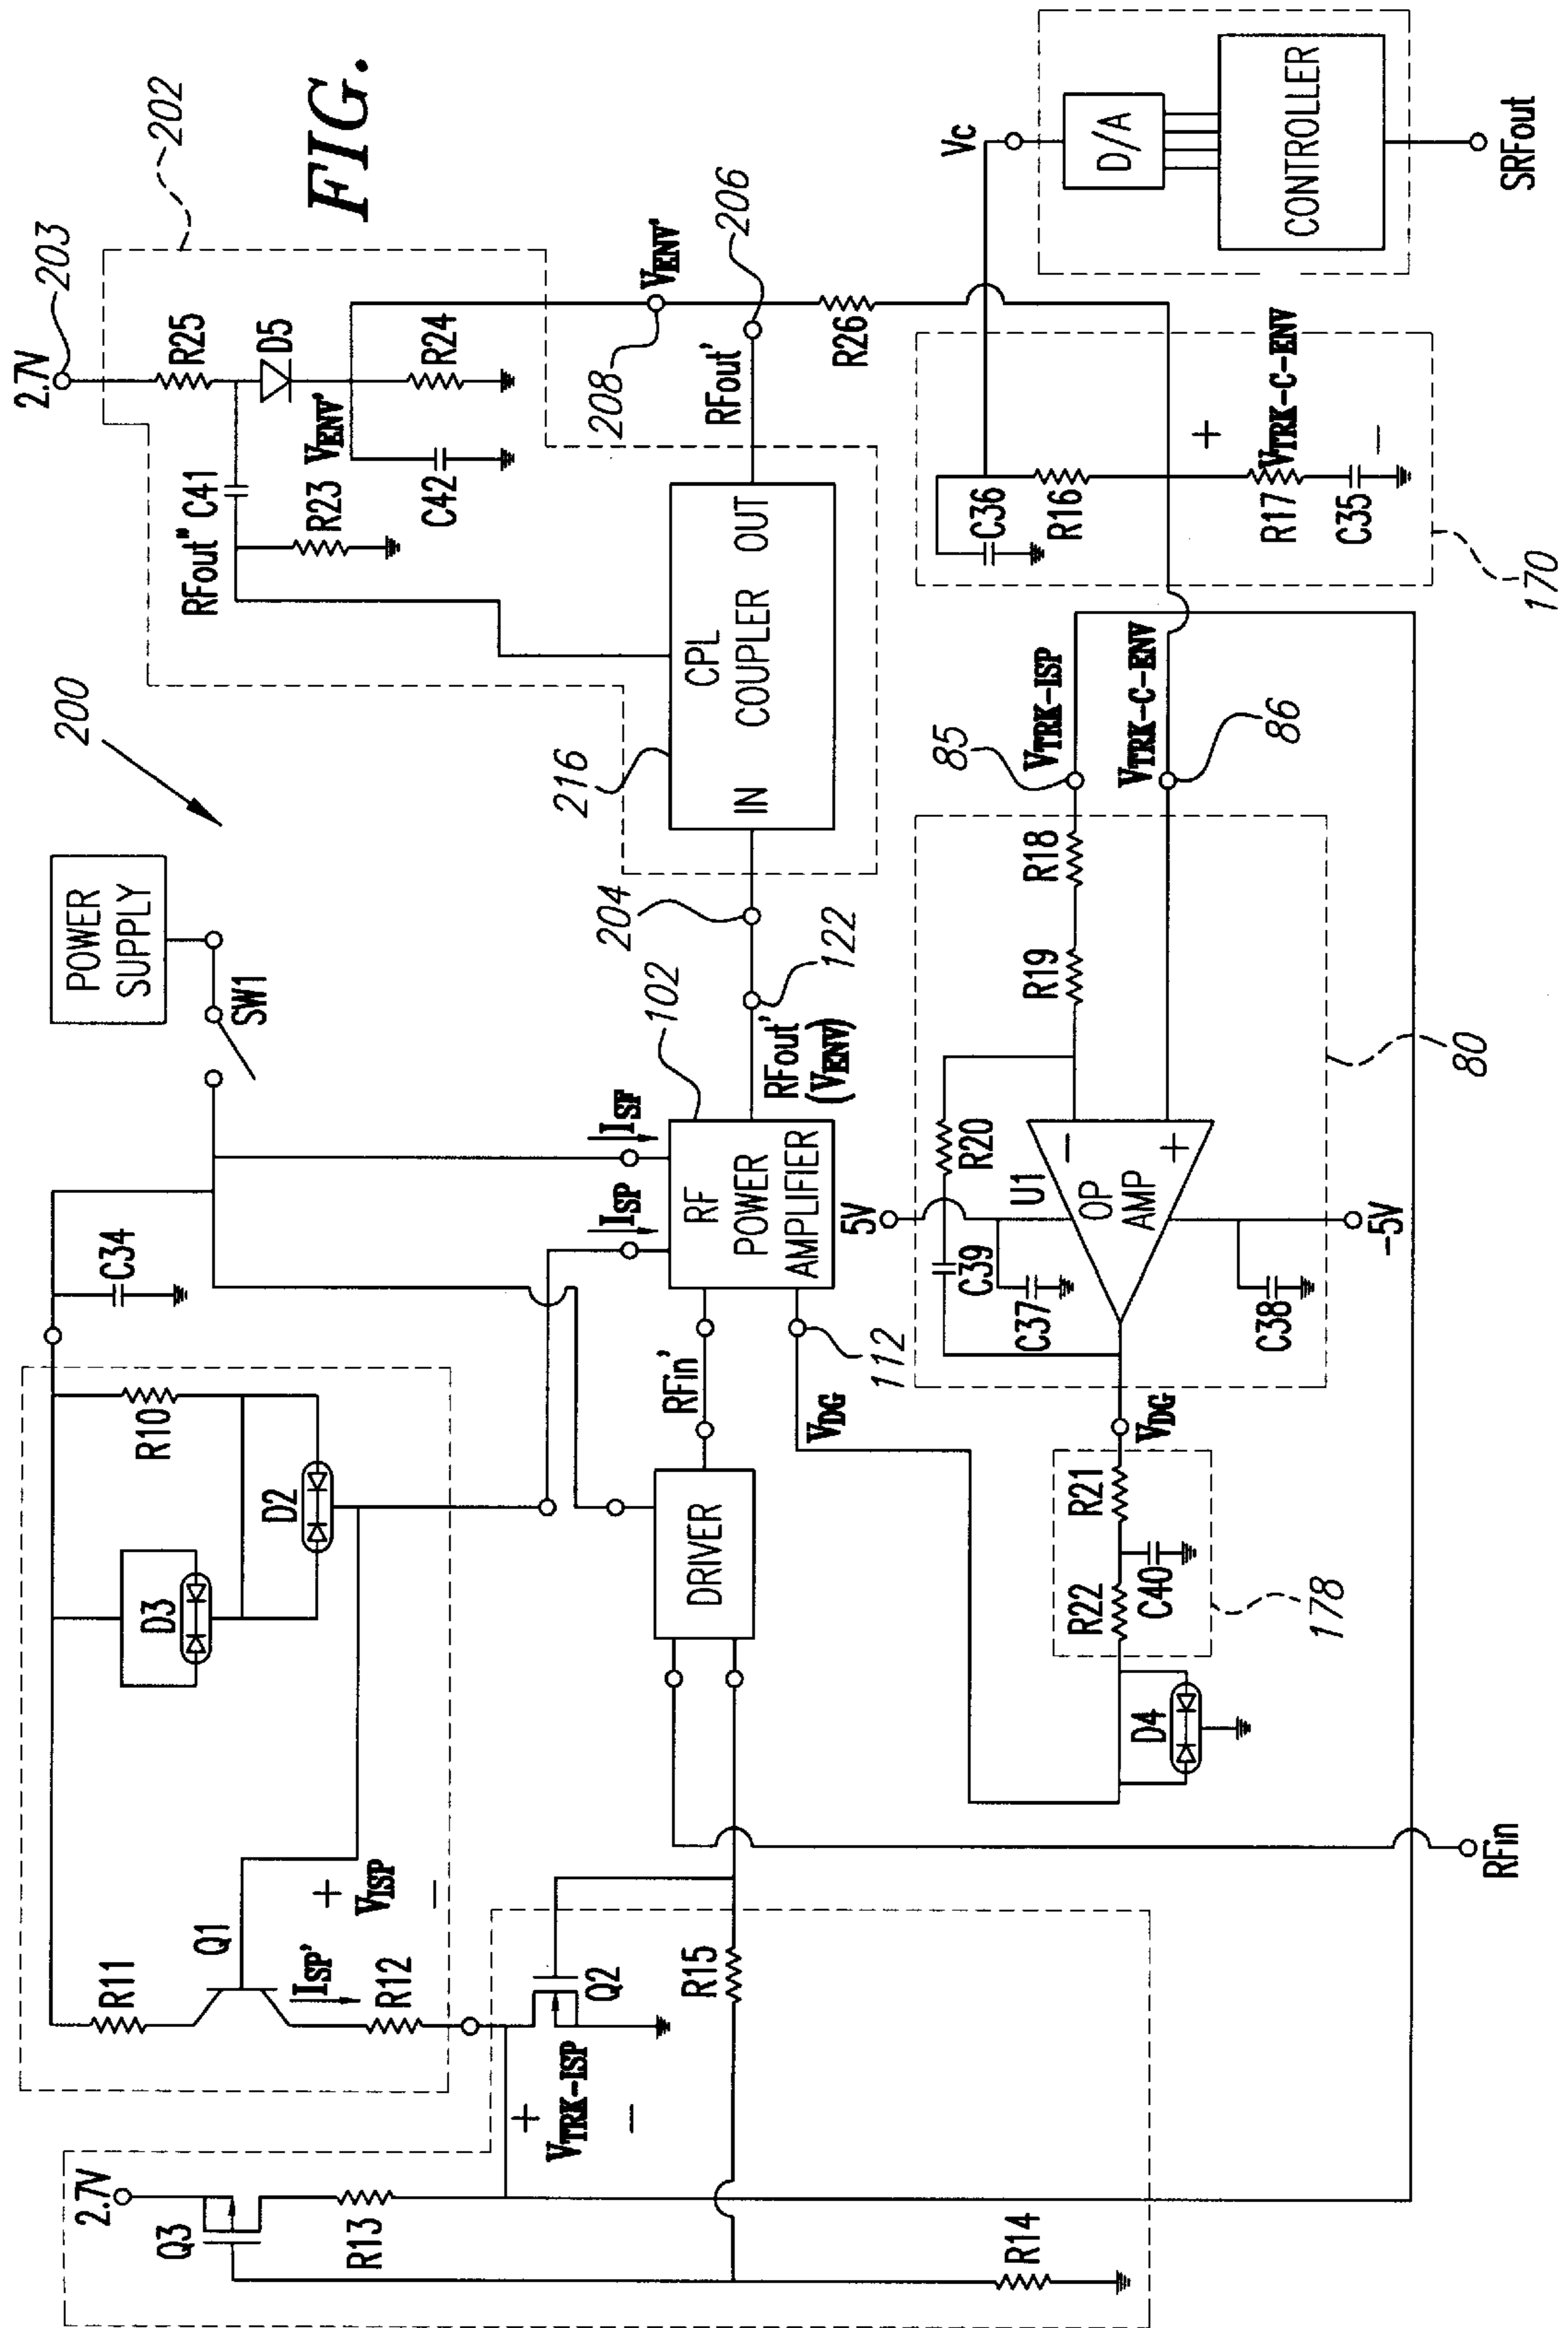 FIG.
200
202
203
2.7V
R25
D5
VENV'
R24
C42
RFout" C41
R23
CPL
COUPLER
IN
OUT
216
RFout'
206
208
VENV'
R26
Vc
D/A
CONTROLLER
SRFout
C36
R16
+
VTRK-C-ENV
−
R17
C35
170
POWER
SUPPLY
SW1
204
122
102
RFout'
(VENV)
ISF
ISP
RF
POWER
AMPLIFIER
RFin'
VDG
112
DRIVER
C34
R10
D2
D3
Q1
R11
ISP'
R12
+
VISP
−
2.7V
Q3
R13
+
VTRK-ISP
−
Q2
R15
R14
RFin
85
VTRK-ISP
VTRK-C-ENV
86
R18
R19
R20
C39
5V
U1
−
OP
AMP
+
C37
C38
−5V
80
VDG
R21
R22
C40
178
D4